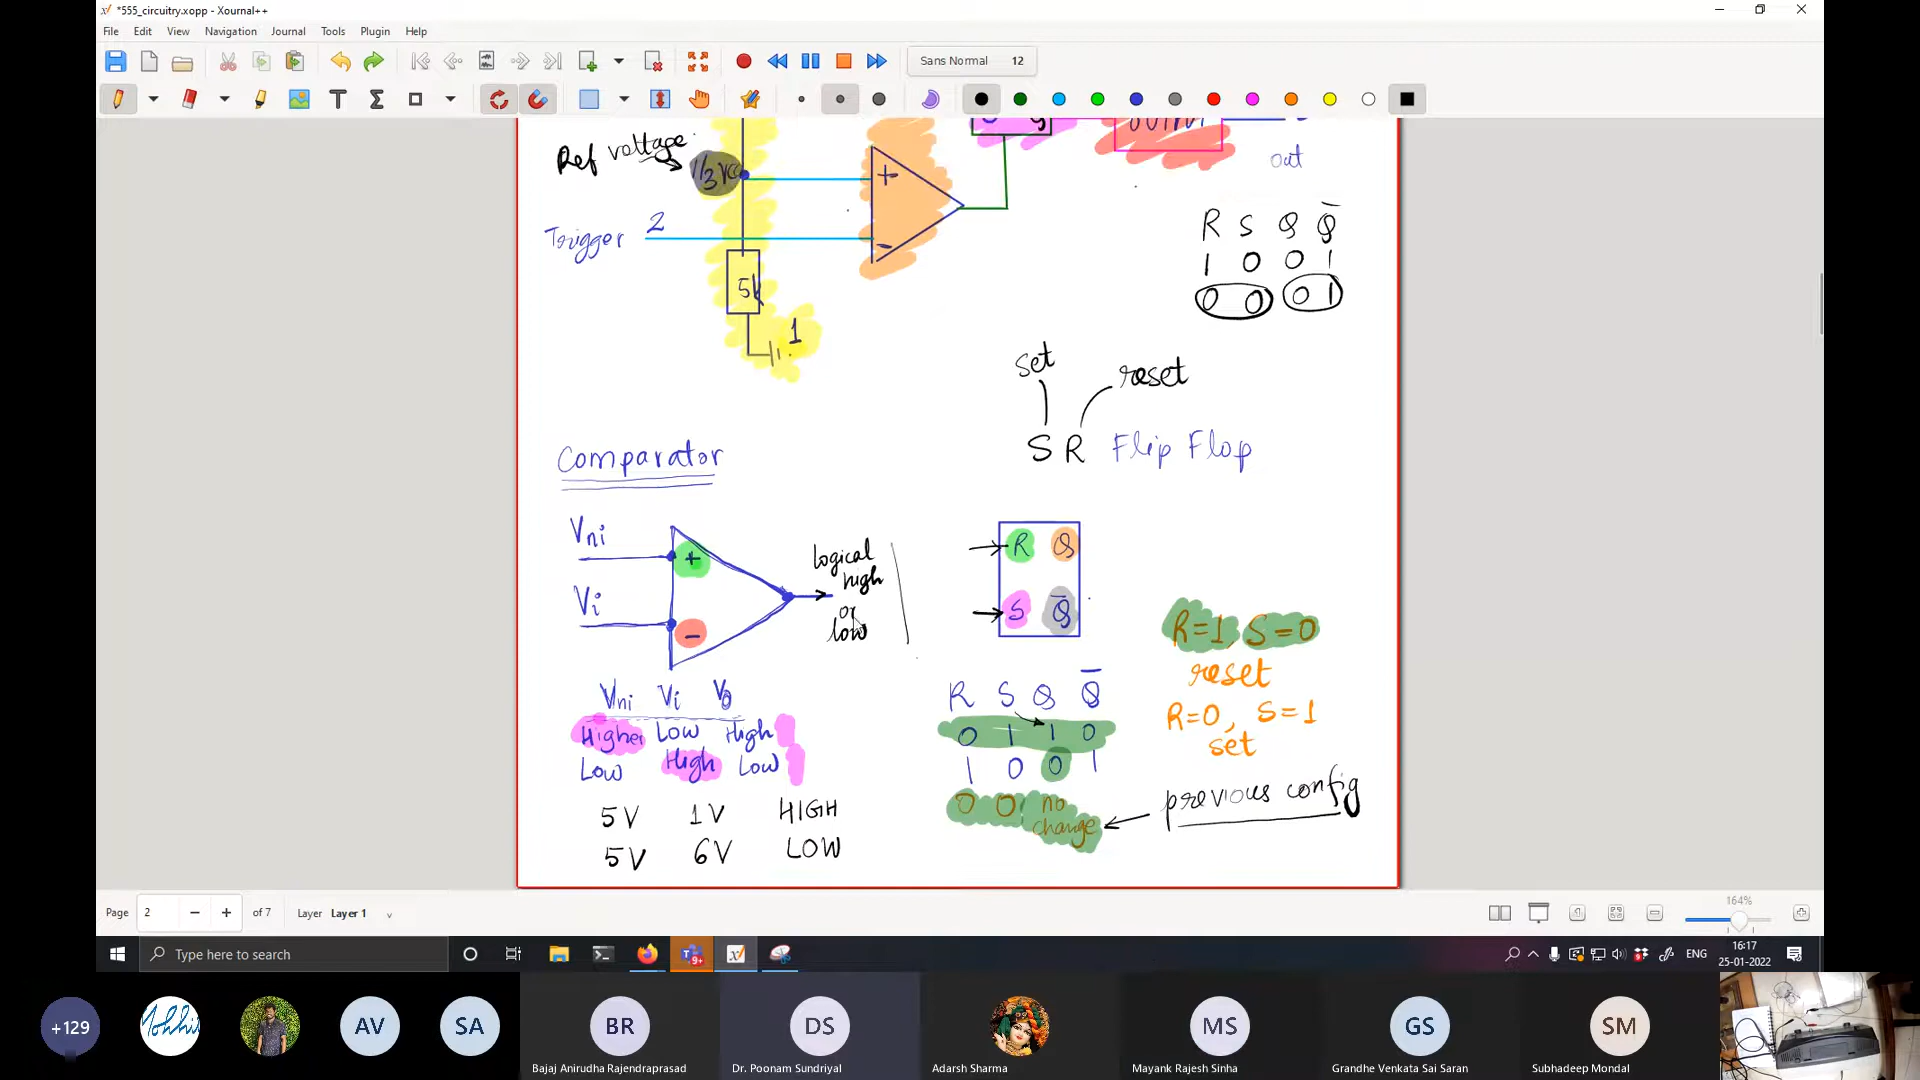 *555_circuitry.xopp - Xournal++
File Edit View Navigation Journal Tools Plugin Help
Sans Normal 12
Ref voltage
1/3 Vcc
+
out
Trigger 2
-
5k
1
R S Q Q̄
1 0 0 1
0 0 0 1
set
reset
S R Flip Flop
Comparator
Vni
+
Vi
-
logical
high
or
low
R Q
S Q̄
R=1, S=0
reset
R=0, S=1
set
Vni Vi Vo
Higher Low High
Low High Low
5V 1V HIGH
5V 6V LOW
R S Q Q̄
0 1 1 0
1 0 0 1
0 0 no
change
previous config
Page 2 of 7 Layer Layer 1
164%
Type here to search
9+
ENG
16:17
25-01-2022
+129
Mohit
AV
SA
BR
DS
MS
GS
SM
Bajaj Anirudha Rajendraprasad
Dr. Poonam Sundriyal
Adarsh Sharma
Mayank Rajesh Sinha
Grandhe Venkata Sai Saran
Subhadeep Mondal